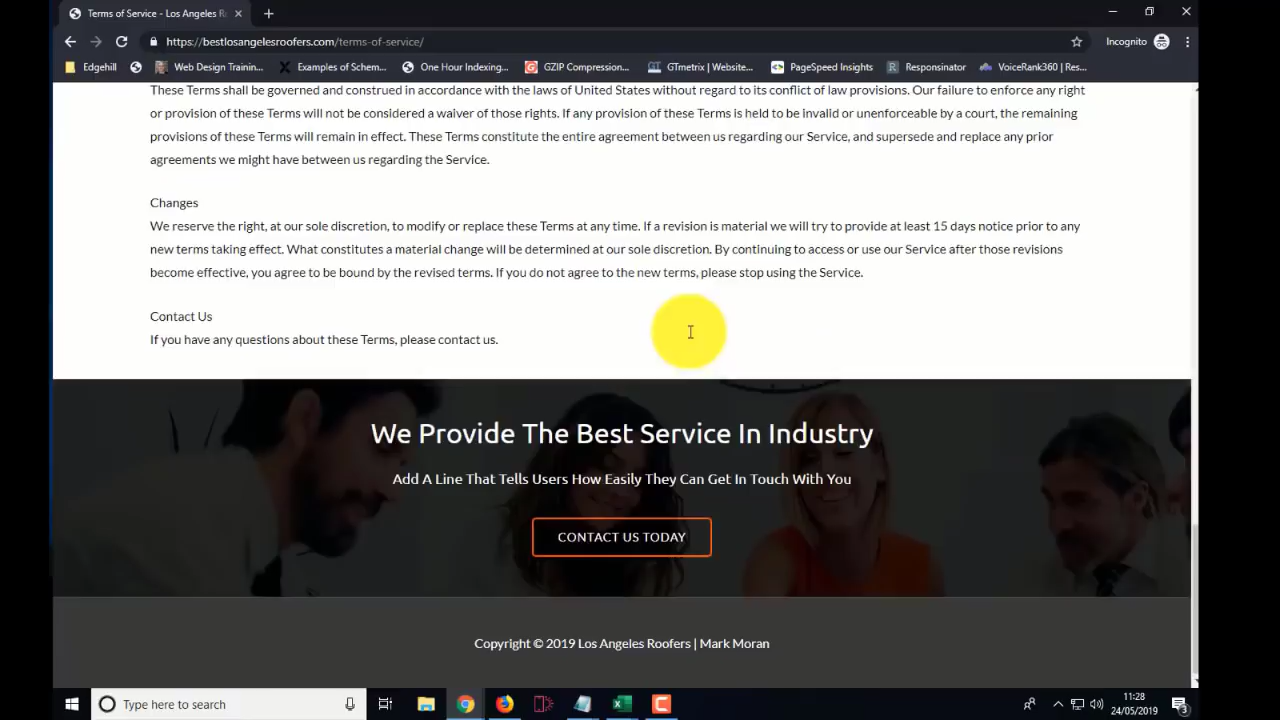 Terms of Service - Los Angeles R
https://bestlosangelesroofers.com/terms-of-service/
Incognito
Edgehill
Web Design Trainin...
Examples of Schem...
One Hour Indexing...
GZIP Compression...
GTmetrix | Website...
PageSpeed Insights
Responsinator
VoiceRank360 | Res...
These Terms shall be governed and construed in accordance with the laws of United States without regard to its conflict of law provisions. Our failure to enforce any right
or provision of these Terms will not be considered a waiver of those rights. If any provision of these Terms is held to be invalid or unenforceable by a court, the remaining
provisions of these Terms will remain in effect. These Terms constitute the entire agreement between us regarding our Service, and supersede and replace any prior
agreements we might have between us regarding the Service.
Changes
We reserve the right, at our sole discretion, to modify or replace these Terms at any time. If a revision is material we will try to provide at least 15 days notice prior to any
new terms taking effect. What constitutes a material change will be determined at our sole discretion. By continuing to access or use our Service after those revisions
become effective, you agree to be bound by the revised terms. If you do not agree to the new terms, please stop using the Service.
Contact Us
If you have any questions about these Terms, please contact us.
We Provide The Best Service In Industry
Add A Line That Tells Users How Easily They Can Get In Touch With You
CONTACT US TODAY
Copyright © 2019 Los Angeles Roofers | Mark Moran
Type here to search
11:28
24/05/2019
3